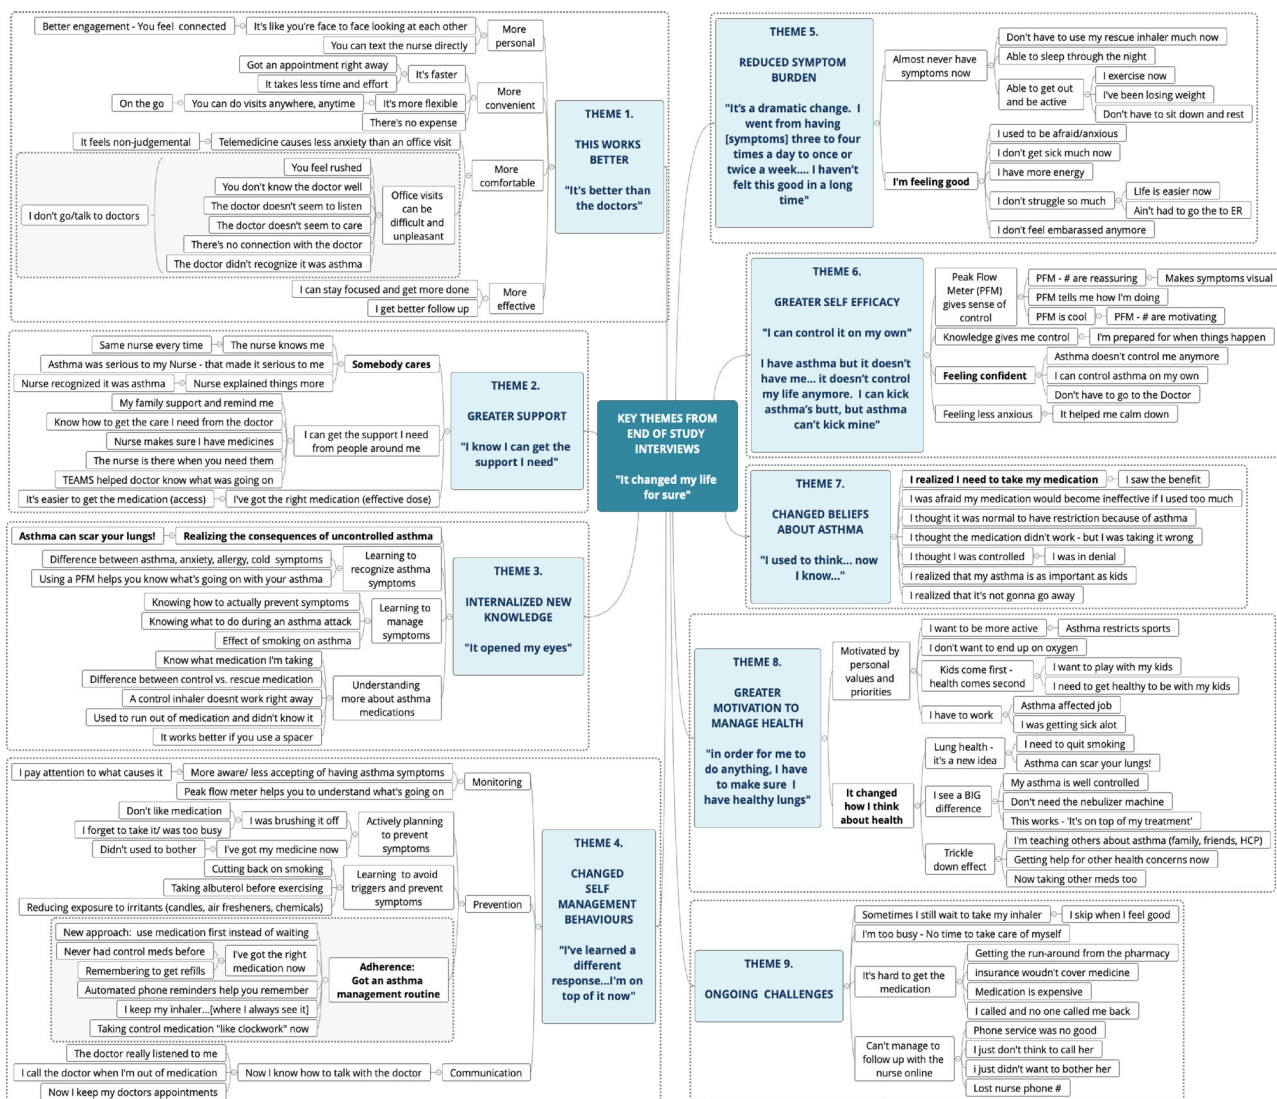 KEY THEMES FROM
END OF STUDY
INTERVIEWS
"It changed my life
for sure"
THEME 1.
THIS WORKS
BETTER
"It's better than
the doctors"
More
personal
It's like you're face to face looking at each other
Better engagement - You feel connected
You can text the nurse directly
More
convenient
It's faster
Got an appointment right away
It takes less time and effort
It's more flexible
You can do visits anywhere, anytime
On the go
There's no expense
More
comfortable
Telemedicine causes less anxiety than an office visit
It feels non-judgemental
Office visits
can be
difficult and
unpleasant
You feel rushed
You don't know the doctor well
The doctor doesn't seem to listen
The doctor doesn't seem to care
There's no connection with the doctor
The doctor didn't recognize it was asthma
I don't go/talk to doctors
More
effective
I can stay focused and get more done
I get better follow up
THEME 2.
GREATER SUPPORT
"I know I can get the
support I need"
Somebody cares
The nurse knows me
Same nurse every time
Asthma was serious to my Nurse - that made it serious to me
Nurse explained things more
Nurse recognized it was asthma
I can get the support I need
from people around me
My family support and remind me
Know how to get the care I need from the doctor
Nurse makes sure I have medicines
The nurse is there when you need them
TEAMS helped doctor know what was going on
I've got the right medication (effective dose)
It's easier to get the medication (access)
THEME 3.
INTERNALIZED NEW
KNOWLEDGE
"It opened my eyes"
Realizing the consequences of uncontrolled asthma
Asthma can scar your lungs!
Learning to
recognize asthma
symptoms
Difference between asthma, anxiety, allergy, cold symptoms
Using a PFM helps you know what's going on with your asthma
Learning to
manage
symptoms
Knowing how to actually prevent symptoms
Knowing what to do during an asthma attack
Effect of smoking on asthma
Understanding
more about asthma
medications
Know what medication I'm taking
Difference between control vs. rescue medication
A control inhaler doesnt work right away
Used to run out of medication and didn't know it
It works better if you use a spacer
THEME 4.
CHANGED
SELF
MANAGEMENT
BEHAVIOURS
"I've learned a
different
response...I'm on
top of it now"
Monitoring
More aware/ less accepting of having asthma symptoms
I pay attention to what causes it
Peak flow meter helps you to understand what's going on
Prevention
Actively planning
to prevent
symptoms
I was brushing it off
Don't like medication
I forget to take it/ was too busy
I've got my medicine now
Didn't used to bother
Learning to avoid
triggers and prevent
symptoms
Cutting back on smoking
Taking albuterol before exercising
Reducing exposure to irritants (candles, air fresheners, chemicals)
Adherence:
Got an asthma
management routine
New approach: use medication first instead of waiting
I've got the right
medication now
Never had control meds before
Remembering to get refills
Automated phone reminders help you remember
I keep my inhaler...[where I always see it]
Taking control medication "like clockwork" now
Communication
Now I know how to talk with the doctor
The doctor really listened to me
I call the doctor when I'm out of medication
Now I keep my doctors appointments
THEME 5.
REDUCED SYMPTOM
BURDEN
"It's a dramatic change. I
went from having
[symptoms] three to four
times a day to once or
twice a week.... I haven't
felt this good in a long
time"
Almost never have
symptoms now
Don't have to use my rescue inhaler much now
Able to sleep through the night
Able to get out
and be active
I exercise now
I've been losing weight
Don't have to sit down and rest
I'm feeling good
I used to be afraid/anxious
I don't get sick much now
I have more energy
I don't struggle so much
LIfe is easier now
Ain't had to go the to ER
I don't feel embarassed anymore
THEME 6.
GREATER SELF EFFICACY
"I can control it on my own"
I have asthma but it doesn't
have me... it doesn't control
my life anymore. I can kick
asthma's butt, but asthma
can't kick mine"
Peak Flow
Meter (PFM)
gives sense of
control
PFM - # are reassuring
Makes symptoms visual
PFM tells me how I'm doing
PFM is cool
PFM - # are motivating
Knowledge gives me control
I'm prepared for when things happen
Feeling confident
Asthma doesn't control me anymore
I can control asthma on my own
Don't have to go to the Doctor
Feeling less anxious
It helped me calm down
THEME 7.
CHANGED BELIEFS
ABOUT ASTHMA
"I used to think... now
I know..."
I realized I need to take my medication
I saw the benefit
I was afraid my medication would become ineffective if I used too much
I thought it was normal to have restriction because of asthma
I thought the medication didn't work - but I was taking it wrong
I thought I was controlled
I was in denial
I realized that my asthma is as important as kids
I realized that it's not gonna go away
THEME 8.
GREATER
MOTIVATION TO
MANAGE HEALTH
"in order for me to
do anything, I have
to make sure I
have healthy lungs"
Motivated by
personal
values and
priorities
I want to be more active
Asthma restricts sports
I don't want to end up on oxygen
Kids come first -
health comes second
I want to play with my kids
I need to get healthy to be with my kids
I have to work
Asthma affected job
I was getting sick alot
It changed
how I think
about health
Lung health -
it's a new idea
I need to quit smoking
Asthma can scar your lungs!
I see a BIG
difference
My asthma is well controlled
Don't need the nebulizer machine
This works - 'It's on top of my treatment'
Trickle
down effect
I'm teaching others about asthma (family, friends, HCP)
Getting help for other health concerns now
Now taking other meds too
THEME 9.
ONGOING CHALLENGES
Sometimes I still wait to take my inhaler
I skip when I feel good
I'm too busy - No time to take care of myself
It's hard to get the
medication
Getting the run-around from the pharmacy
insurance woudn't cover medicine
Medication is expensive
I called and no one called me back
Can't manage to
follow up with the
nurse online
Phone service was no good
I just don't think to call her
i just didn't want to bother her
Lost nurse phone #